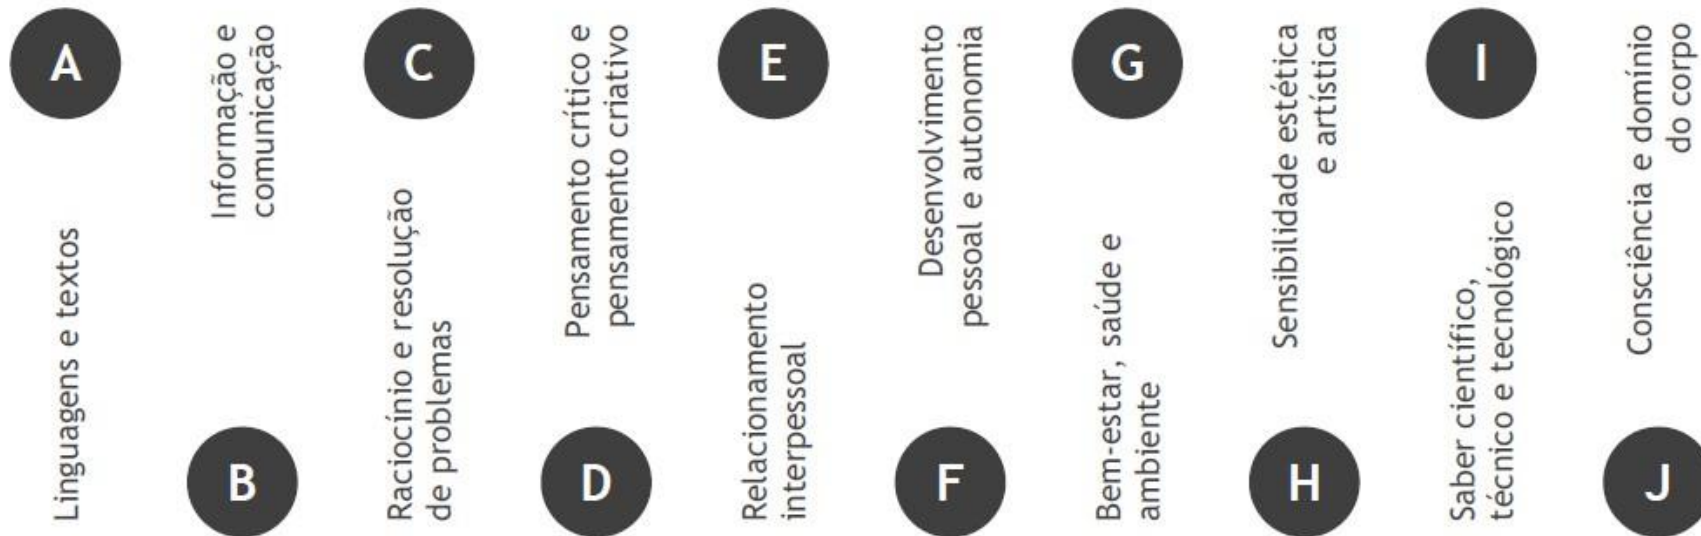 A
Linguagens e textos
Informação e
comunicação
B
C
Raciocínio e resolução
de problemas
Pensamento crítico e
pensamento criativo
D
E
Relacionamento
interpessoal
Desenvolvimento
pessoal e autonomia
F
G
Bem-estar, saúde e
ambiente
Sensibilidade estética
e artística
H
I
Saber científico,
técnico e tecnológico
Consciência e domínio
do corpo
J